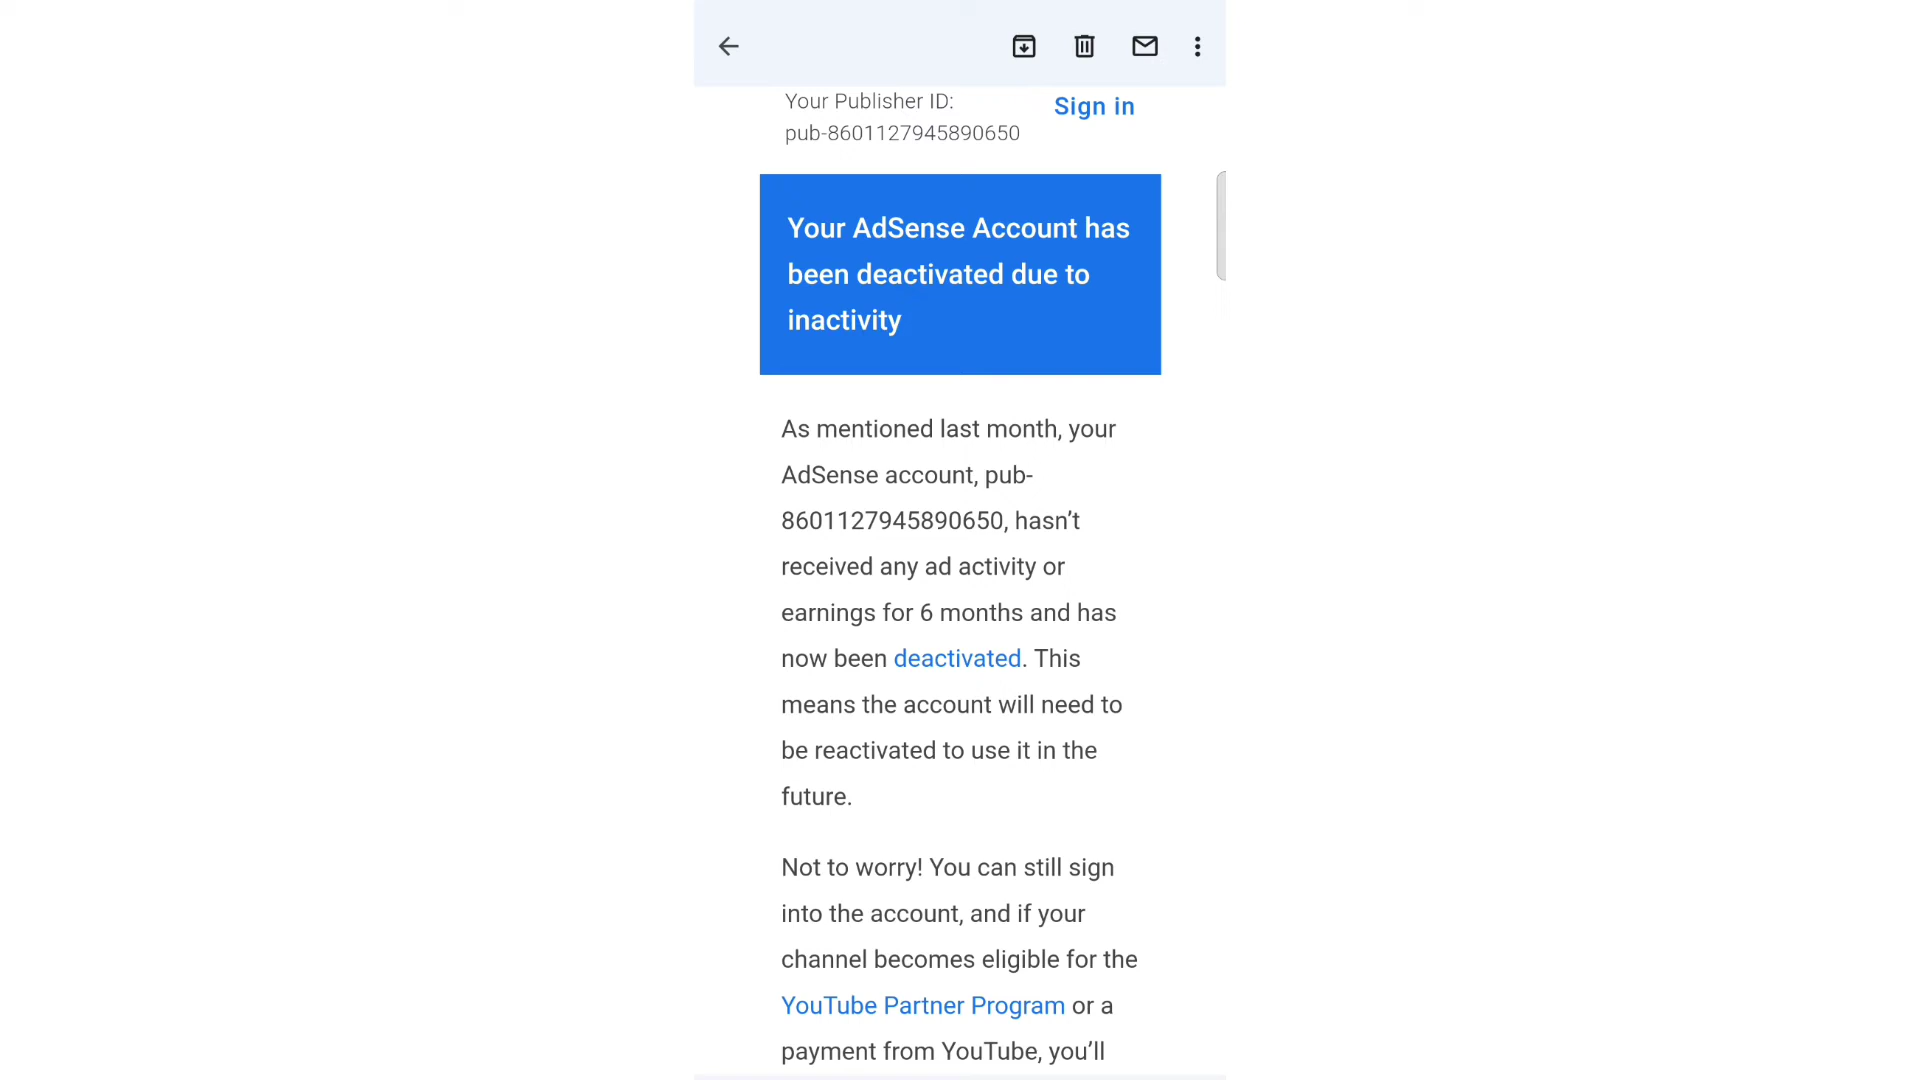 Your Publisher ID:
Sign in
pub-8601127945890650
Your AdSense Account has
been deactivated due to
inactivity
As mentioned last month, your
AdSense account, pub-
8601127945890650, hasn’t
received any ad activity or
earnings for 6 months and has
now been deactivated. This
means the account will need to
be reactivated to use it in the
future.
Not to worry! You can still sign
into the account, and if your
channel becomes eligible for the
YouTube Partner Program or a
payment from YouTube, you’ll